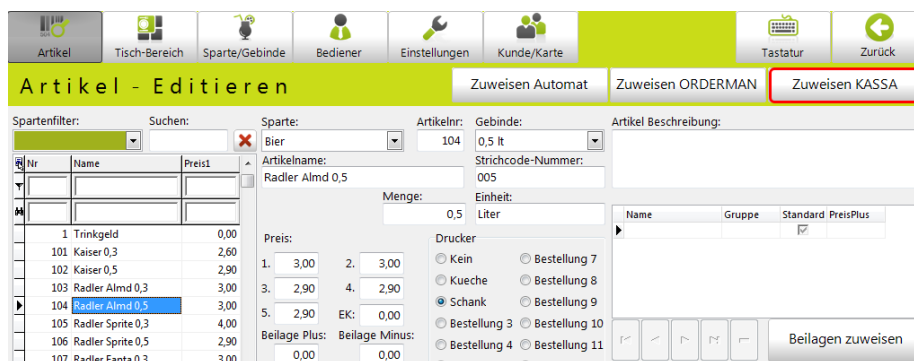 Artikel Tisch-Bereich Sparte/Gebinde Bediener Einstellungen Kunde/Karte Tastatur Zurück
Artikel - Editieren Zuweisen Automat Zuweisen ORDERMAN Zuweisen KASSA
Spartenfilter: Suchen: Sparte: Artikelnr: Gebinde: Artikel Beschreibung:
Bier 104 0,5 lt
Nr Name Preis1 Artikelname: Strichcode-Nummer:
Radler Almd 0,5 005
Menge: Einheit:
0,5 Liter
Name Gruppe Standard PreisPlus
1 Trinkgeld 0,00
101 Kaiser 0,3 2,60
102 Kaiser 0,5 2,90
103 Radler Almd 0,3 3,00
104 Radler Almd 0,5 3,00
105 Radler Sprite 0,3 4,00
106 Radler Sprite 0,5 2,90
107 Radler Fanta 0,3 3,00
Preis:
1. 3,00 2. 3,00
3. 2,90 4. 2,90
5. 2,90 EK: 0,00
Beilage Plus: Beilage Minus:
0,00 0,00
Drucker
Kein Bestellung 7
Kueche Bestellung 8
Schank Bestellung 9
Bestellung 3 Bestellung 10
Bestellung 4 Bestellung 11
Beilagen zuweisen